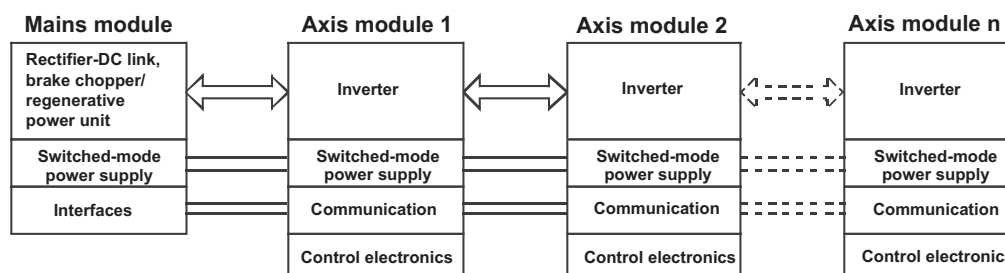 Mains module
Rectifier-DC link,
brake chopper/
regenerative
power unit
Switched-mode
power supply
Interfaces
Axis module 1
Inverter
Switched-mode
power supply
Communication
Control electronics
Axis module 2
Inverter
Switched-mode
power supply
Communication
Control electronics
Axis module n
Inverter
Switched-mode
power supply
Communication
Control electronic